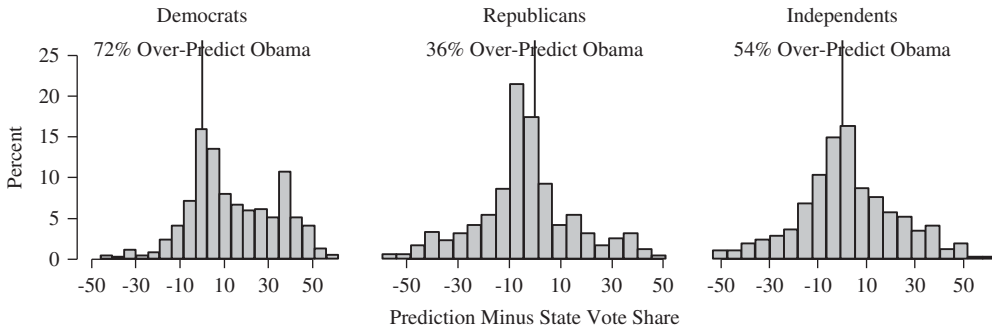 Democrats Republicans Independents
72% Over-Predict Obama 36% Over-Predict Obama 54% Over-Predict Obama
25
20
15
10
5
0
Percent
-50 -30 -10 10 30 50 -50 -30 -10 10 30 50 -50 -30 -10 10 30 50
Prediction Minus State Vote Share